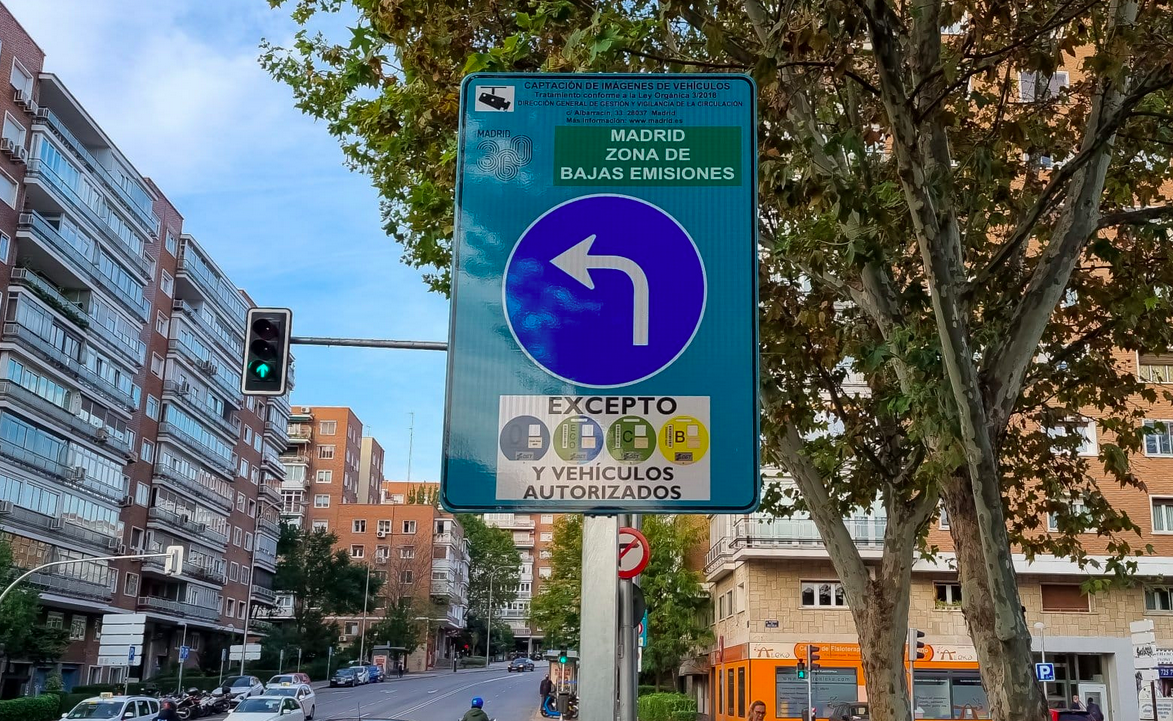 CAPTACIÓN DE IMÁGENES DE VEHÍCULOS
Tratamiento conforme a la Ley Orgánica 3/2018
DIRECCIÓN GENERAL DE GESTIÓN Y VIGILANCIA DE LA CIRCULACIÓN
c/ Albarracín, 33, 28037 Madrid
Más información: www.madrid.es
MADRID
360
MADRID
ZONA DE
BAJAS EMISIONES
EXCEPTO
0 ECO C B
Y VEHÍCULOS
AUTORIZADOS
P